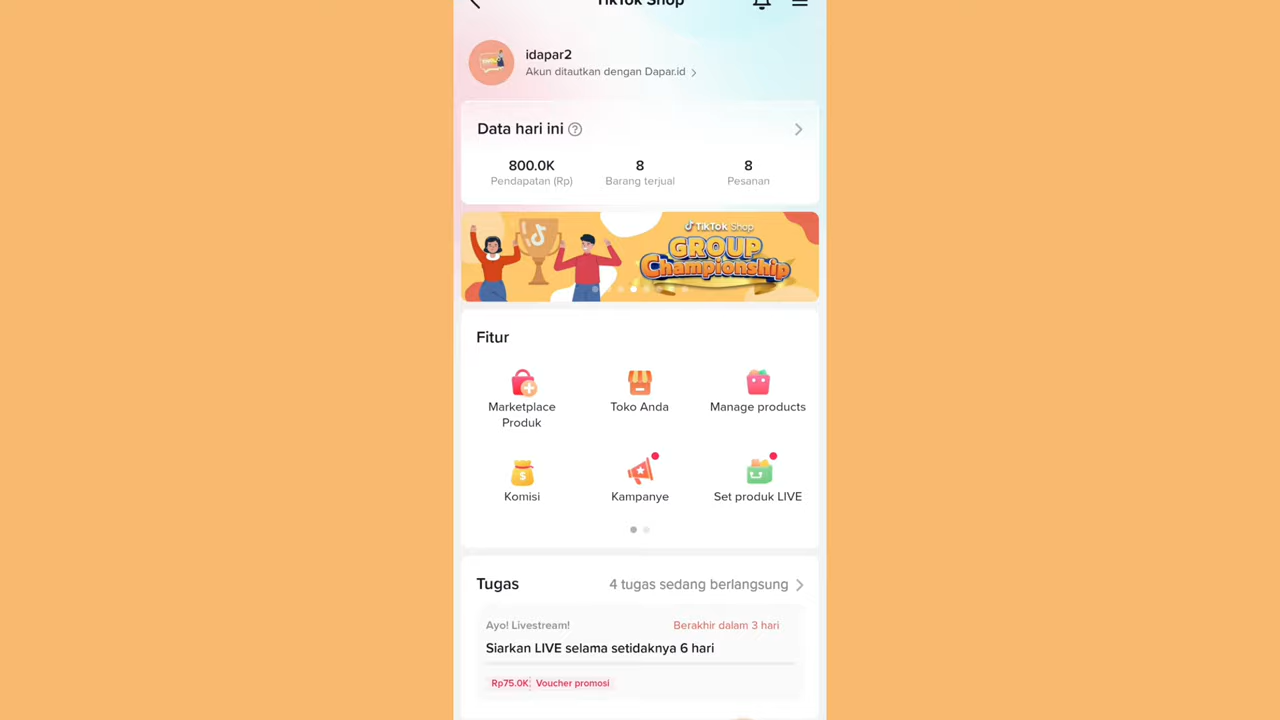 TikTok Shop
idapar2
Akun ditautkan dengan Dapar.id
Data hari ini
800.0K
8
8
Pendapatan (Rp)
Barang terjual
Pesanan
TikTok Shop
GROUP
Championship
Fitur
Marketplace
Produk
Toko Anda
Manage products
Komisi
Kampanye
Set produk LIVE
Tugas
4 tugas sedang berlangsung
Ayo! Livestream!
Berakhir dalam 3 hari
Siarkan LIVE selama setidaknya 6 hari
Rp75.0K
Voucher promosi